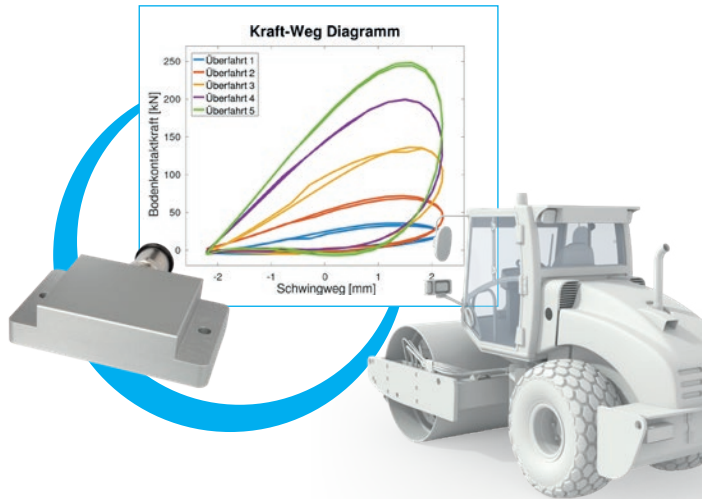 Kraft-Weg Diagramm
Überfahrt 1
Überfahrt 2
Überfahrt 3
Überfahrt 4
Überfahrt 5
Bodenkontaktkraft [kN]
250
200
150
100
50
0
-2 -1 0 1 2
Schwingweg [mm]